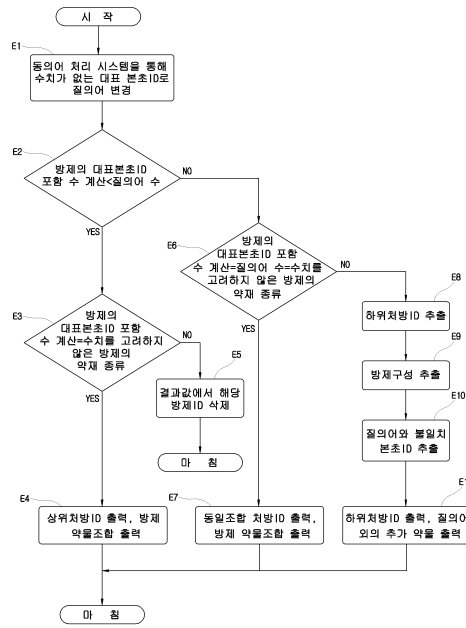 시 작
E1
동의어 처리 시스템을 통해
수치가 없는 대표 본초ID로
질의어 변경
E2
방제의 대표본초ID
포함 수 계산<질의어 수
NO
YES
E6
방제의
대표본초ID 포함
수 계산=질의어 수=수치를
고려하지 않은 방제의
약재 종류
NO
YES
E3
방제의
대표본초ID 포함
수 계산=수치를 고려하지
않은 방제의
약재 종류
NO
YES
E5
결과값에서 해당
방제ID 삭제
마 침
E8
하위처방ID 추출
E9
방제구성 추출
E10
질의어와 불일치
본초ID 추출
E4
상위처방ID 출력, 방제
약물조합 출력
E7
동일조합 처방ID 출력,
방제 약물조합 출력
하위처방ID 출력, 질의어
외의 추가 약물 출력
마 침